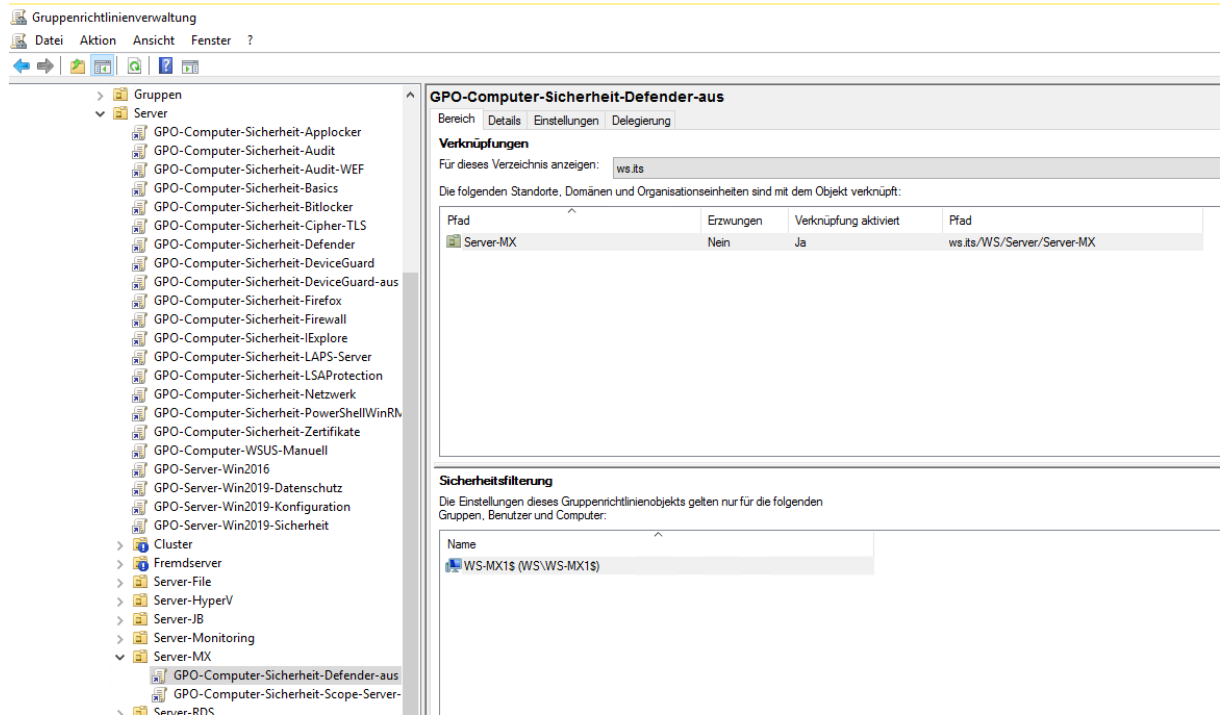 Gruppenrichtlinienverwaltung
Datei Aktion Ansicht Fenster ?
Gruppen
Server
GPO-Computer-Sicherheit-Applocker
GPO-Computer-Sicherheit-Audit
GPO-Computer-Sicherheit-Audit-WEF
GPO-Computer-Sicherheit-Basics
GPO-Computer-Sicherheit-Bitlocker
GPO-Computer-Sicherheit-Cipher-TLS
GPO-Computer-Sicherheit-Defender
GPO-Computer-Sicherheit-DeviceGuard
GPO-Computer-Sicherheit-DeviceGuard-aus
GPO-Computer-Sicherheit-Firefox
GPO-Computer-Sicherheit-Firewall
GPO-Computer-Sicherheit-IExplore
GPO-Computer-Sicherheit-LAPS-Server
GPO-Computer-Sicherheit-LSAProtection
GPO-Computer-Sicherheit-Netzwerk
GPO-Computer-Sicherheit-PowerShellWinRM
GPO-Computer-Sicherheit-Zertifikate
GPO-Computer-WSUS-Manuell
GPO-Server-Win2016
GPO-Server-Win2019-Datenschutz
GPO-Server-Win2019-Konfiguration
GPO-Server-Win2019-Sicherheit
Cluster
Fremdserver
Server-File
Server-HyperV
Server-JB
Server-Monitoring
Server-MX
GPO-Computer-Sicherheit-Defender-aus
GPO-Computer-Sicherheit-Scope-Server-
Server-RDS
GPO-Computer-Sicherheit-Defender-aus
Bereich Details Einstellungen Delegierung
Verknüpfungen
Für dieses Verzeichnis anzeigen: ws.its
Die folgenden Standorte, Domänen und Organisationseinheiten sind mit dem Objekt verknüpft:
Pfad Erzwungen Verknüpfung aktiviert Pfad
Server-MX Nein Ja ws.its/WS/Server/Server-MX
Sicherheitsfilterung
Die Einstellungen dieses Gruppenrichtlinienobjekts gelten nur für die folgenden
Gruppen, Benutzer und Computer:
Name
WS-MX1$ (WS\WS-MX1$)